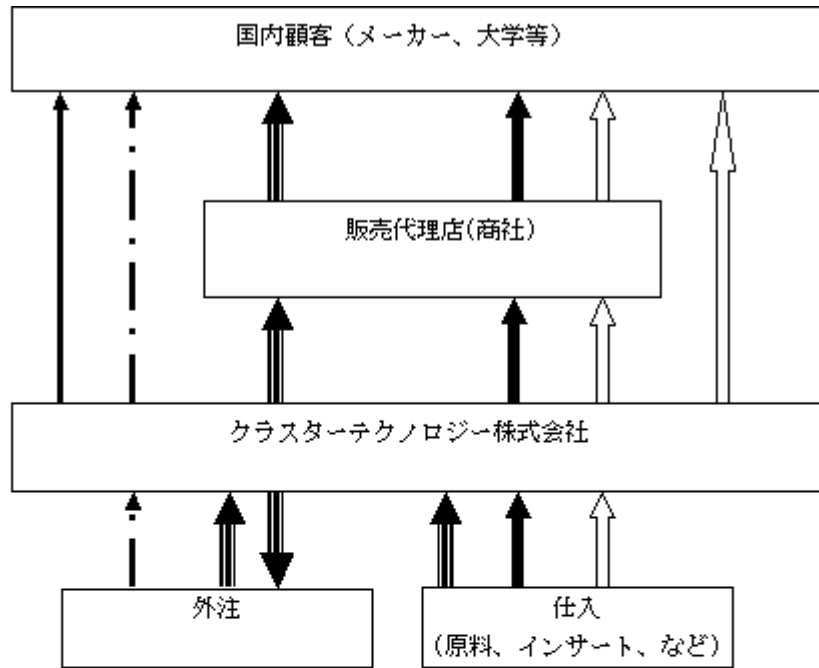 国内顧客（メーカー、大学等）
販売代理店(商社)
クラスターテクノロジー株式会社
外注
仕入
（原料、インサート、など）